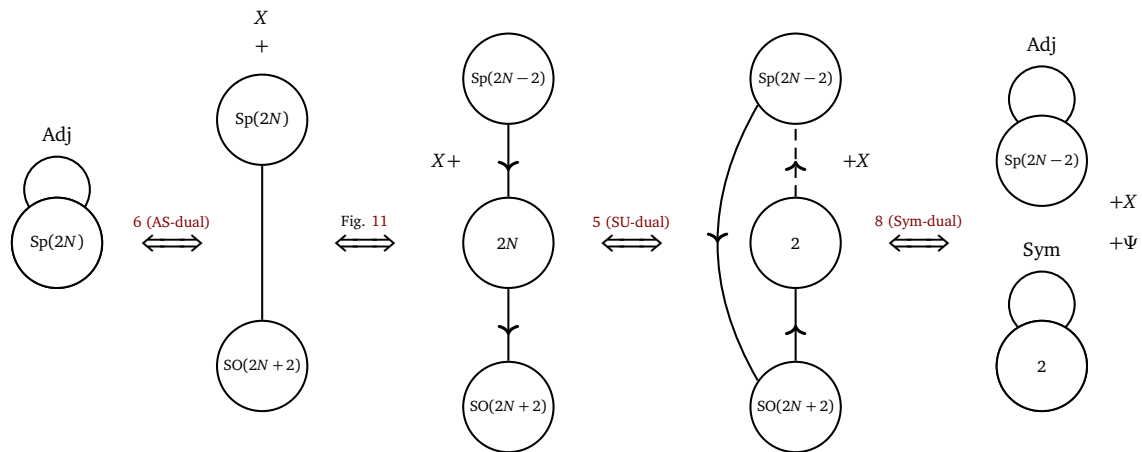 Adj
Sp(2N)
6 (AS-dual)
X
+
Sp(2N)
SO(2N + 2)
Fig. 11
Sp(2N − 2)
X+
2N
SO(2N + 2)
5 (SU-dual)
Sp(2N − 2)
+X
2
SO(2N + 2)
8 (Sym-dual)
Adj
Sp(2N − 2)
+X
+Ψ
Sym
2